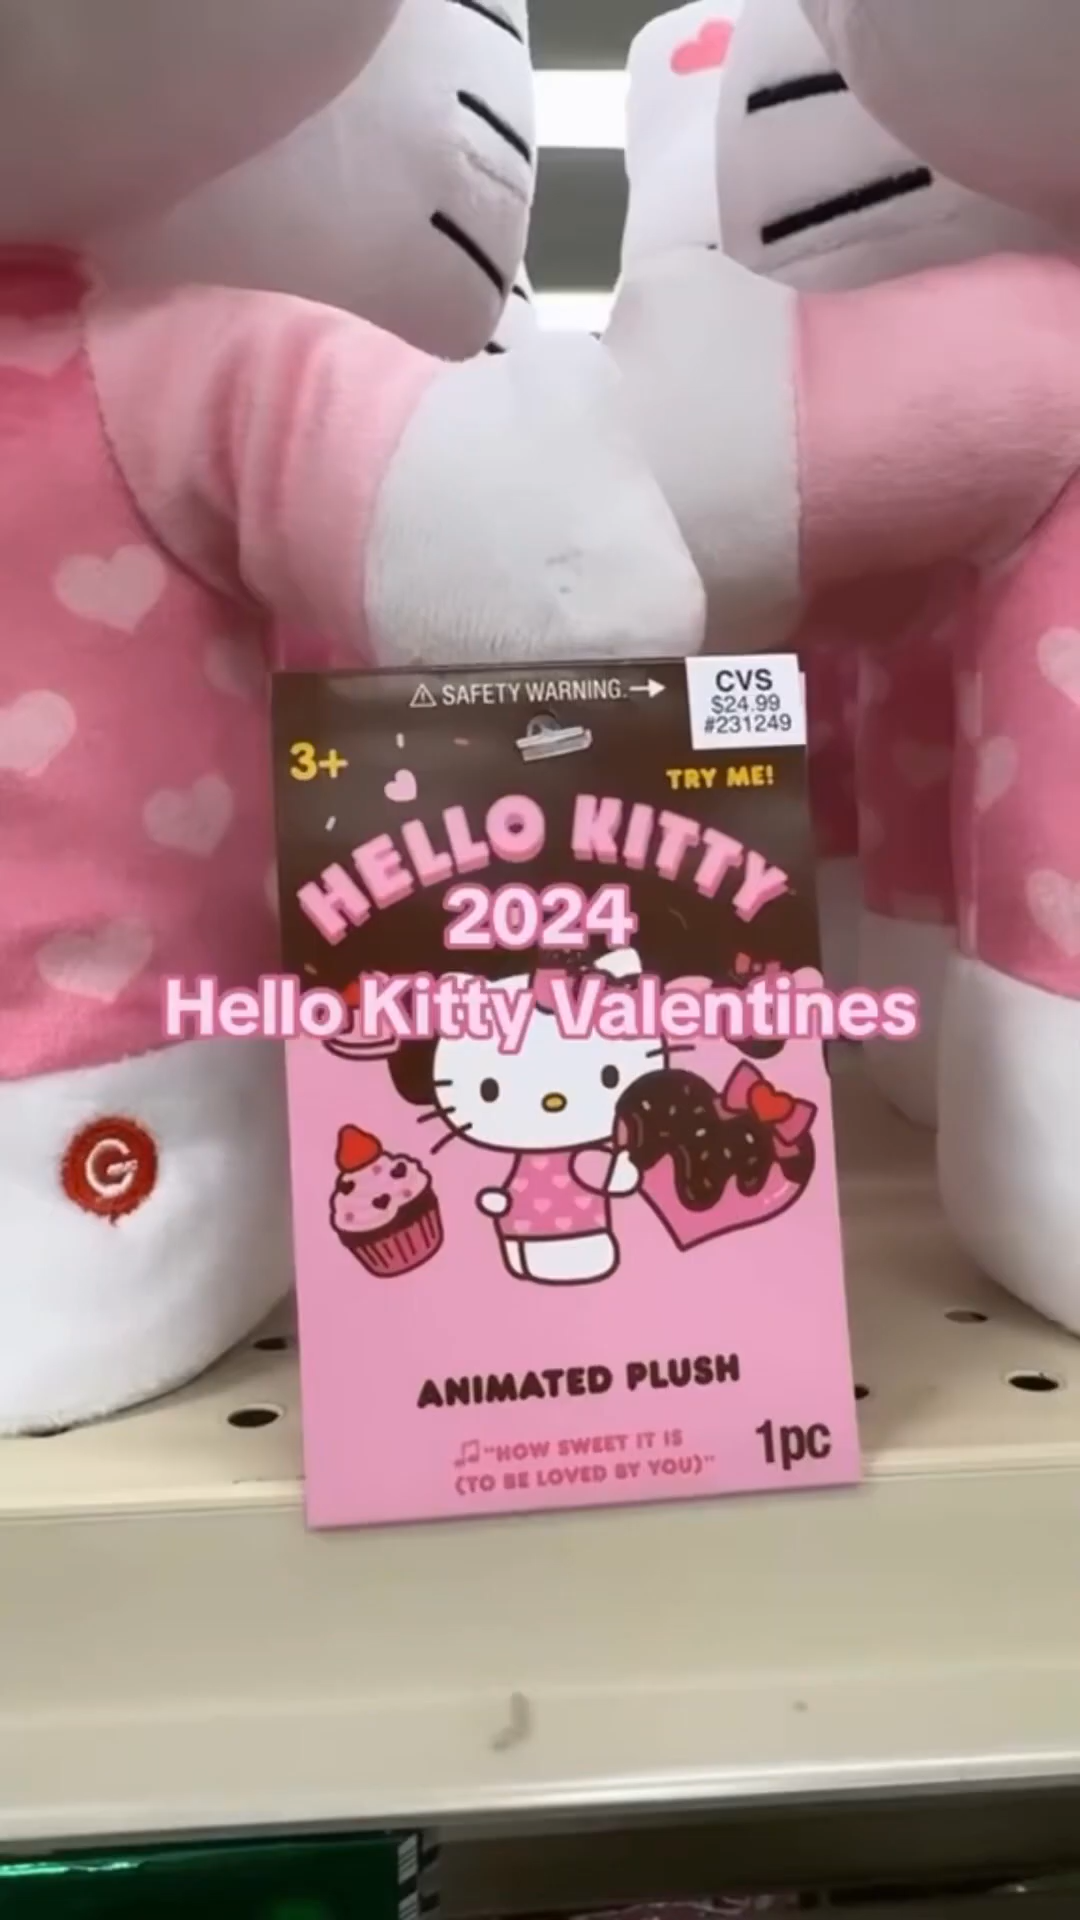 ⚠ SAFETY WARNING.→
CVS
$24.99
#231249
3+
TRY ME!
HELLO KITTY
2024
Hello Kitty Valentines
G
ANIMATED PLUSH
♫"HOW SWEET IT IS
(TO BE LOVED BY YOU)"
1pc